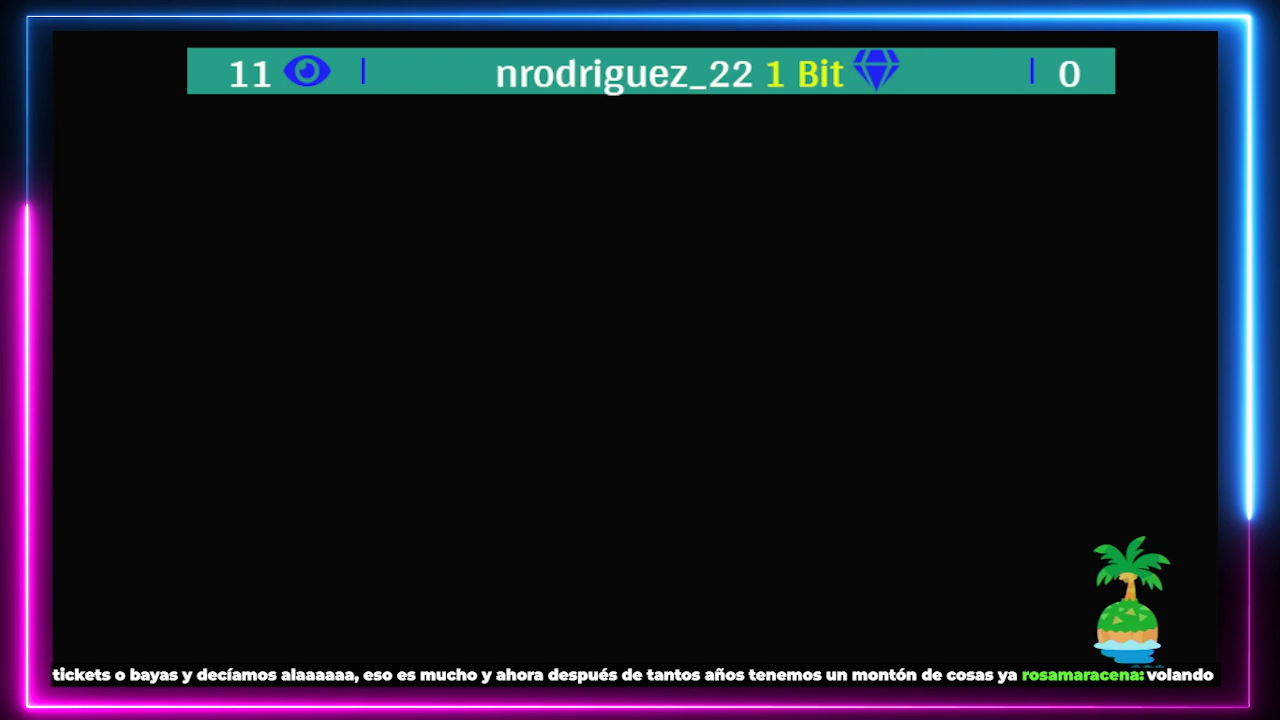 11 | nrodriguez_22 1 Bit | 0
tickets o bayas y decíamos alaaaaaa, eso es mucho y ahora después de tantos años tenemos un montón de cosas ya rosamaracena: volando